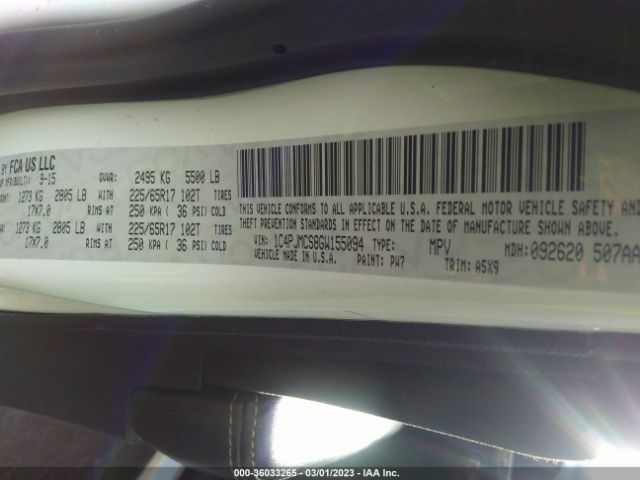 BY FCA US LLC
OF MFR(BUILT): 9-15 GVWR: 2495 KG 5500 LB
1273 KG 2805 LB WITH 225/65R17 102T TIRES
17X7.0 RIMS AT 250 KPA ( 36 PSI) COLD
1273 KG 2805 LB WITH 225/65R17 102T TIRES
17X7.0 RIMS AT 250 KPA ( 36 PSI) COLD
THIS VEHICLE CONFORMS TO ALL APPLICABLE U.S.A. FEDERAL MOTOR VEHICLE SAFETY AND
THEFT PREVENTION STANDARDS IN EFFECT ON THE DATE OF MANUFACTURE SHOWN ABOVE.
VIN: TYPE: MPV MDH: 092620 507AA
VEHICLE MADE IN U.S.A. PAINT: PW7 TRIM: A5X9
000-36033265 - 03/01/2023 - IAA Inc.